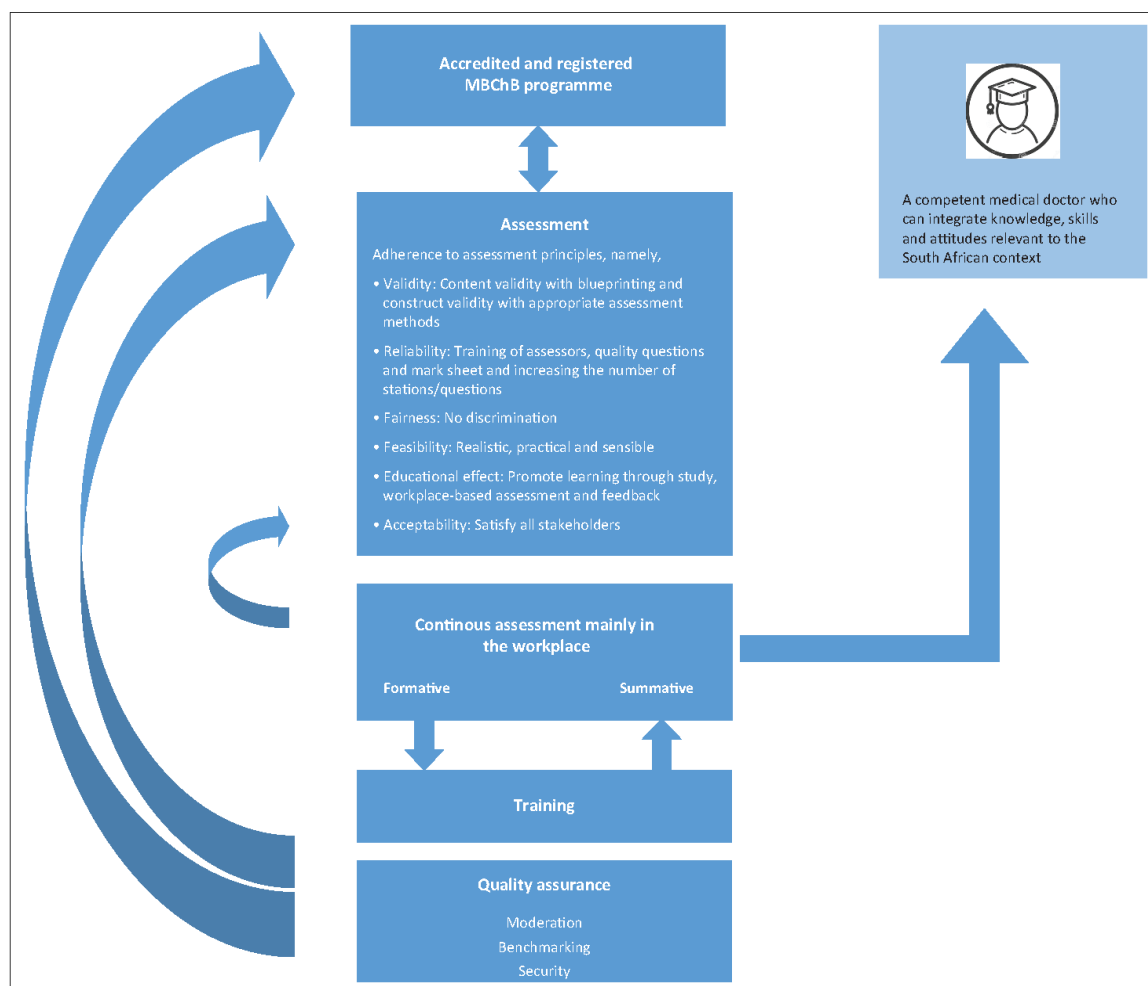 Accredited and registered
MBChB programme
A competent medical doctor who
can integrate knowledge, skills
and attitudes relevant to the
South African context
Assessment
Adherence to assessment principles, namely,
• Validity: Content validity with blueprinting and
construct validity with appropriate assessment
methods
• Reliability: Training of assessors, quality questions
and mark sheet and increasing the number of
stations/questions
• Fairness: No discrimination
• Feasibility: Realistic, practical and sensible
• Educational effect: Promote learning through study,
workplace-based assessment and feedback
• Acceptability: Satisfy all stakeholders
Continous assessment mainly in
the workplace
Formative
Summative
Training
Quality assurance
Moderation
Benchmarking
Security